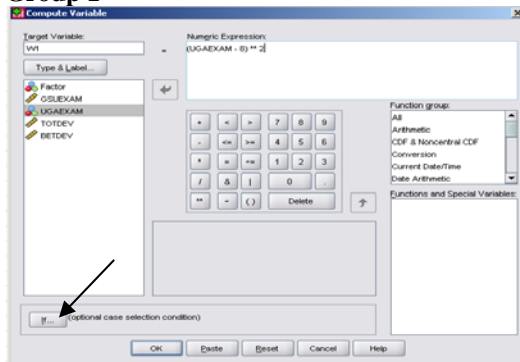 Group 1
Compute Variable
Target Variable:
W1
=
Numeric Expression:
(UGAEXAM - 8) ** 2
Type & Label...
Factor
GSUEXAM
UGAEXAM
TOTDEV
BETDEV
+ < > 7 8 9
- <= >= 4 5 6
* = ~= 1 2 3
/ & | 0 .
** ~ ( ) Delete
Function group:
All
Arithmetic
CDF & Noncentral CDF
Conversion
Current Date/Time
Date Arithmetic
Functions and Special Variables:
If... (optional case selection condition)
OK Paste Reset Cancel Help